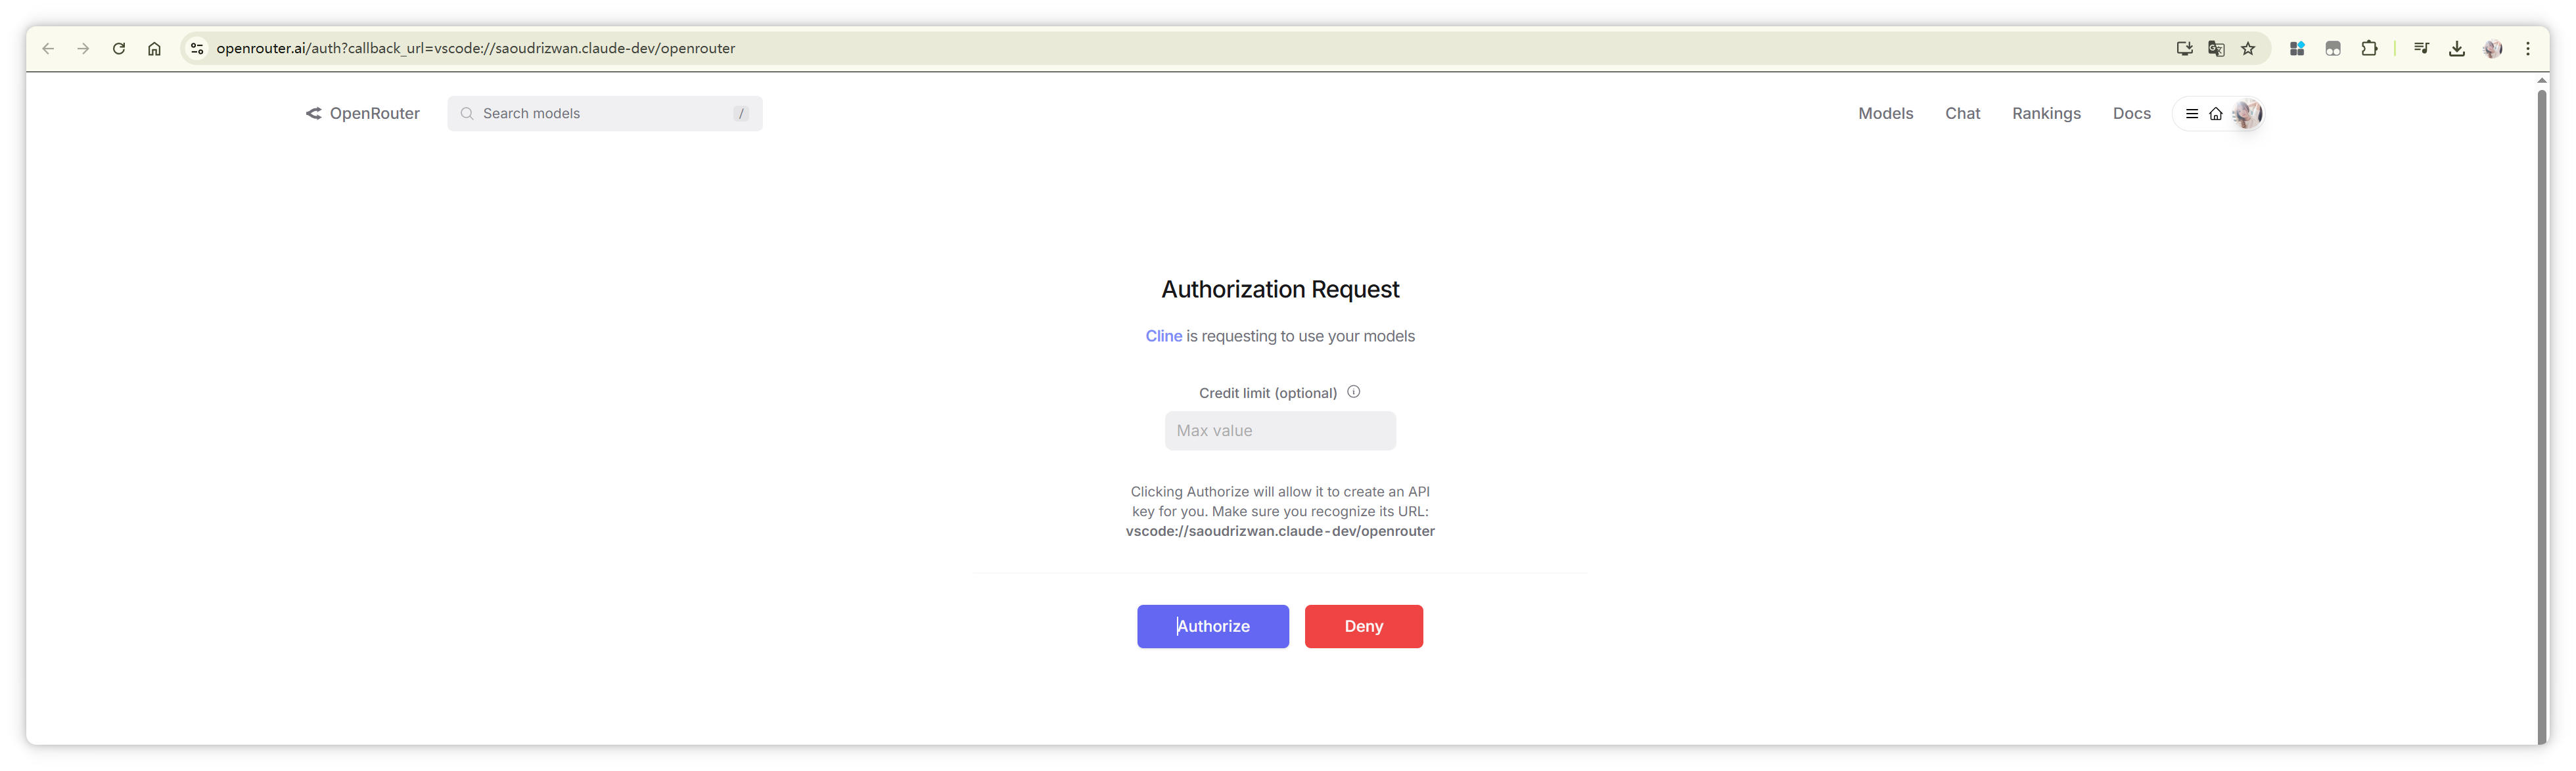 openrouter.ai/auth?callback_url=vscode://saoudrizwan.claude-dev/openrouter
OpenRouter
Search models
/
Models
Chat
Rankings
Docs
Authorization Request
Cline is requesting to use your models
Credit limit (optional)
Max value
Clicking Authorize will allow it to create an API
key for you. Make sure you recognize its URL:
vscode://saoudrizwan.claude-dev/openrouter
Authorize
Deny